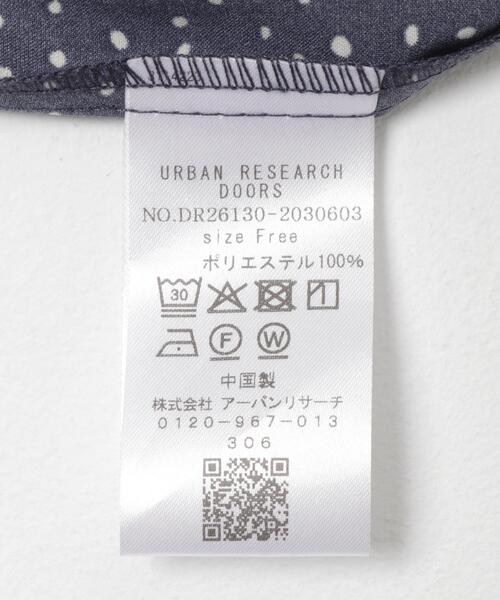 URBAN RESEARCH
DOORS
NO.DR26130-2030603
size Free
ポリエステル100%
30
F W
中国製
株式会社 アーバンリサーチ
0120-967-013
306